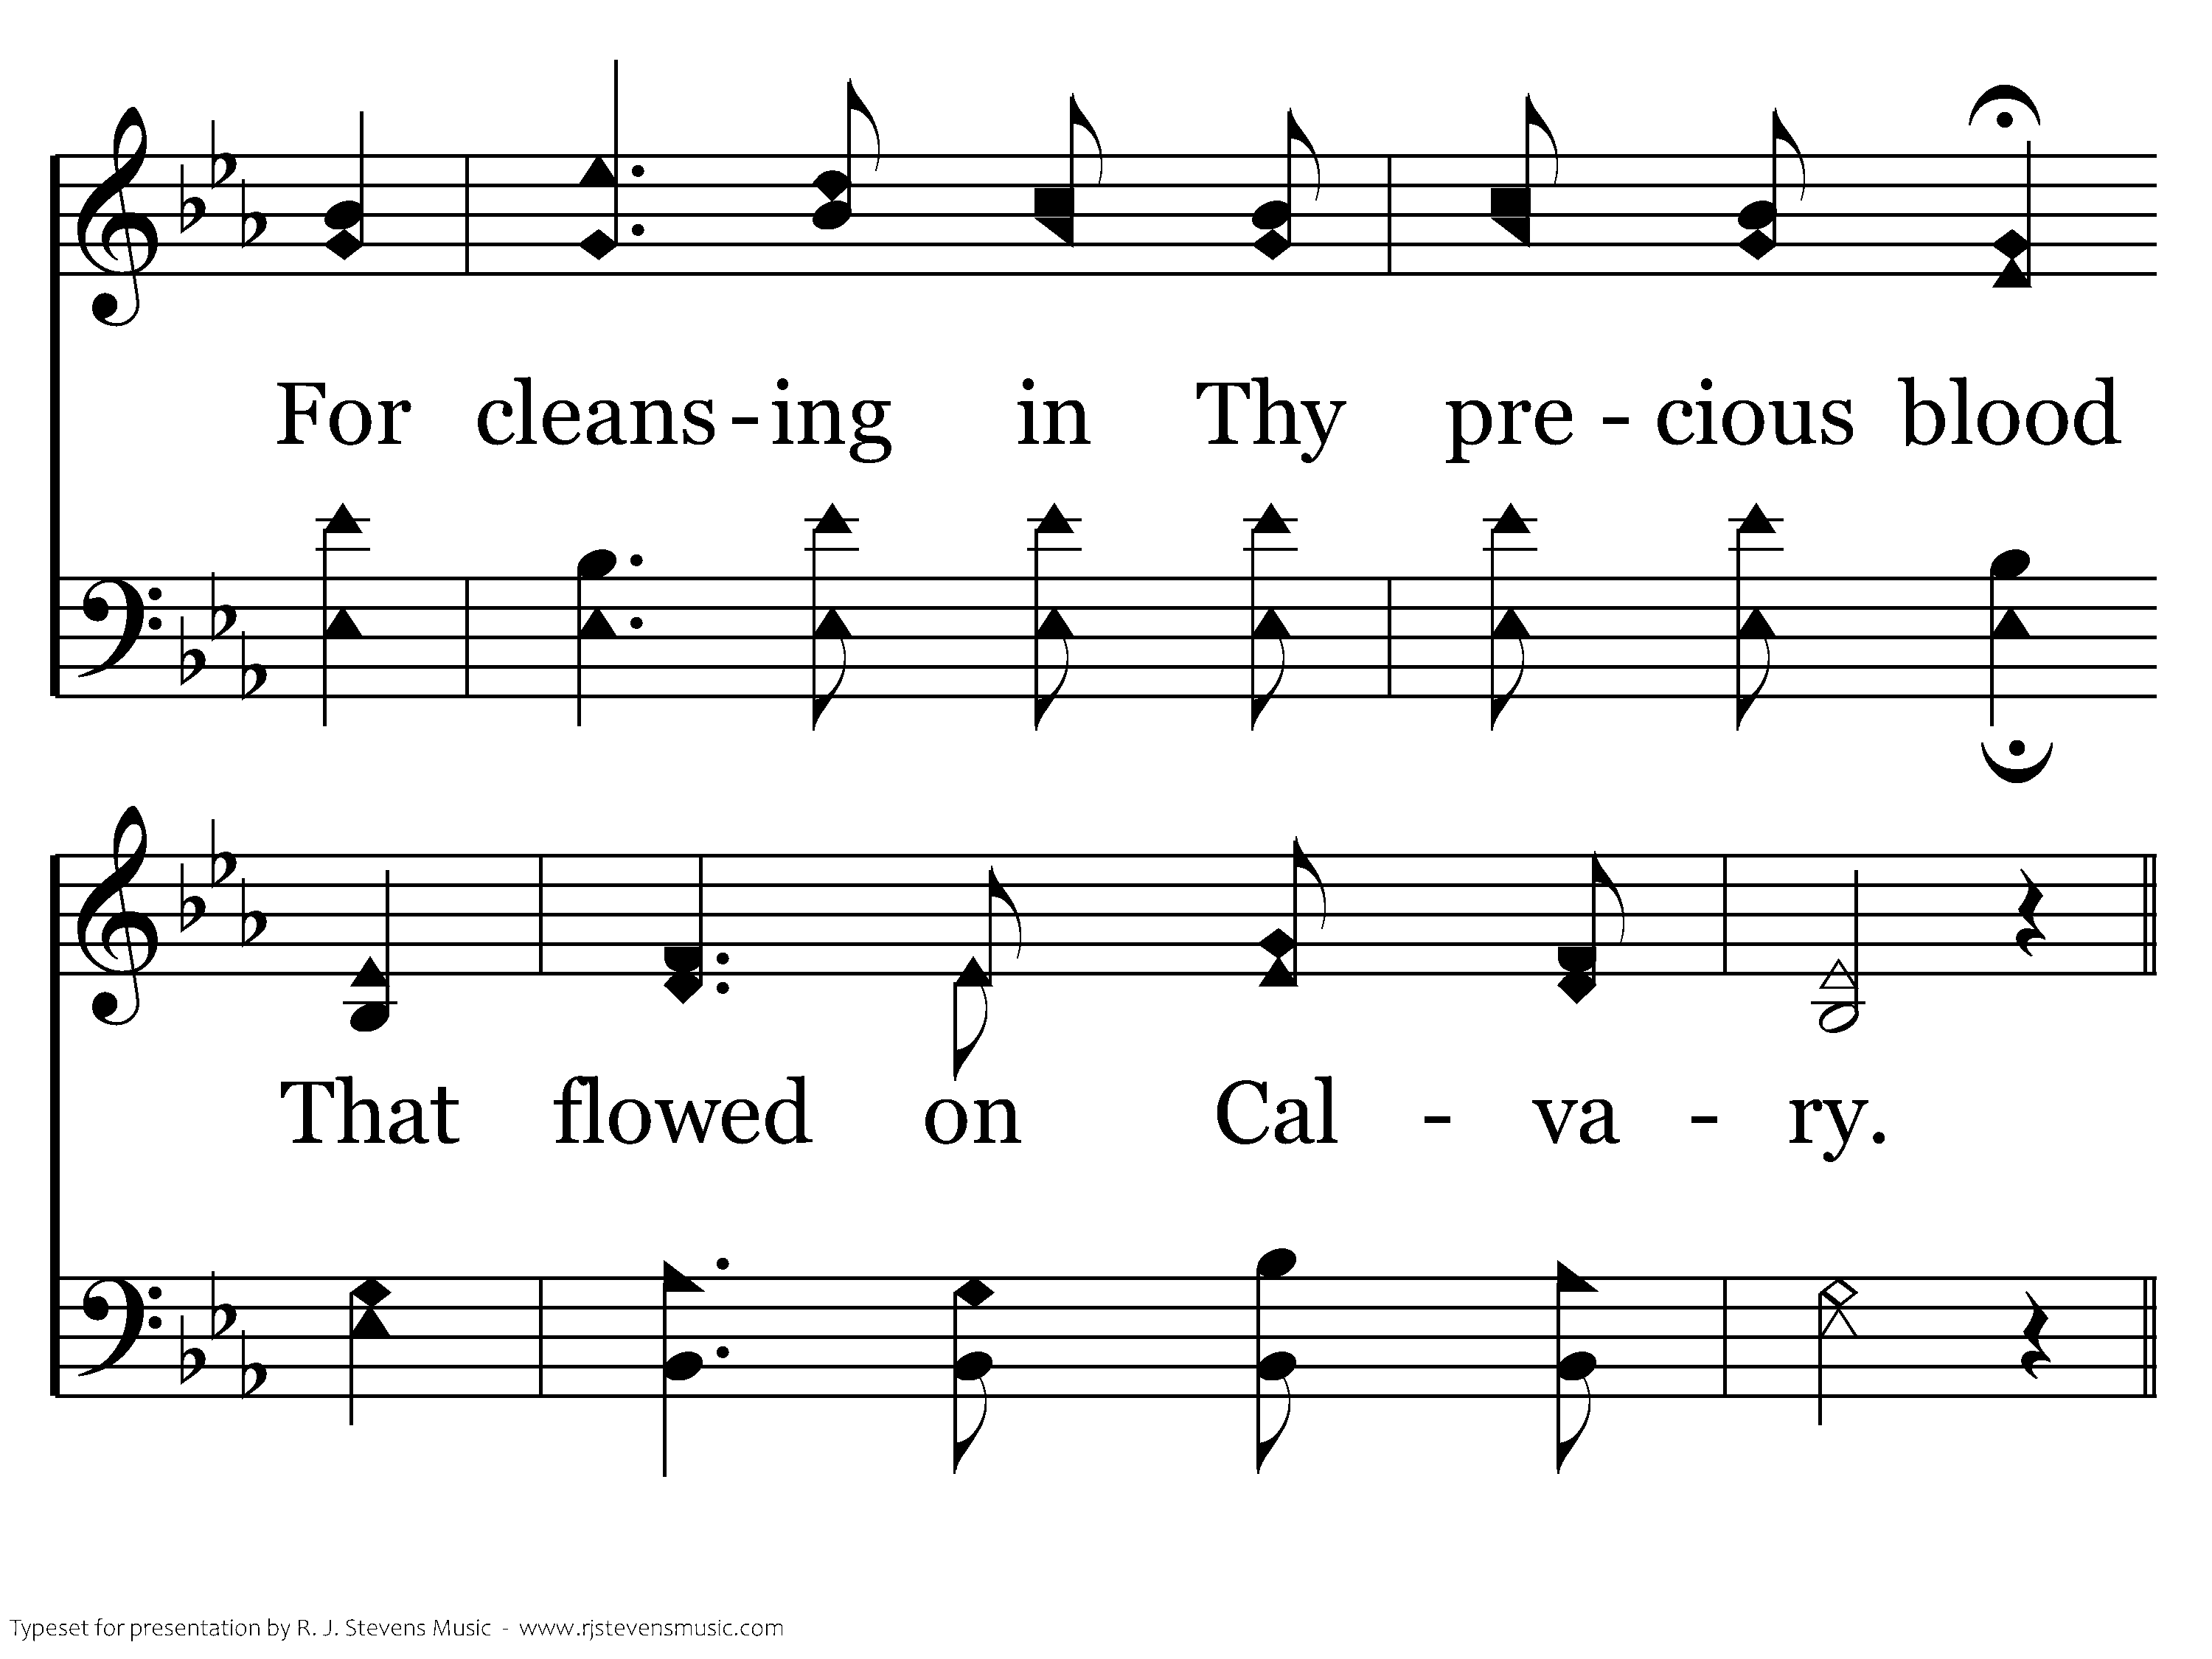 For cleans - ing in Thy pre - cious blood
That flowed on Cal - va - ry.
Typeset for presentation by R. J. Stevens Music - www.rjstevensmusic.com